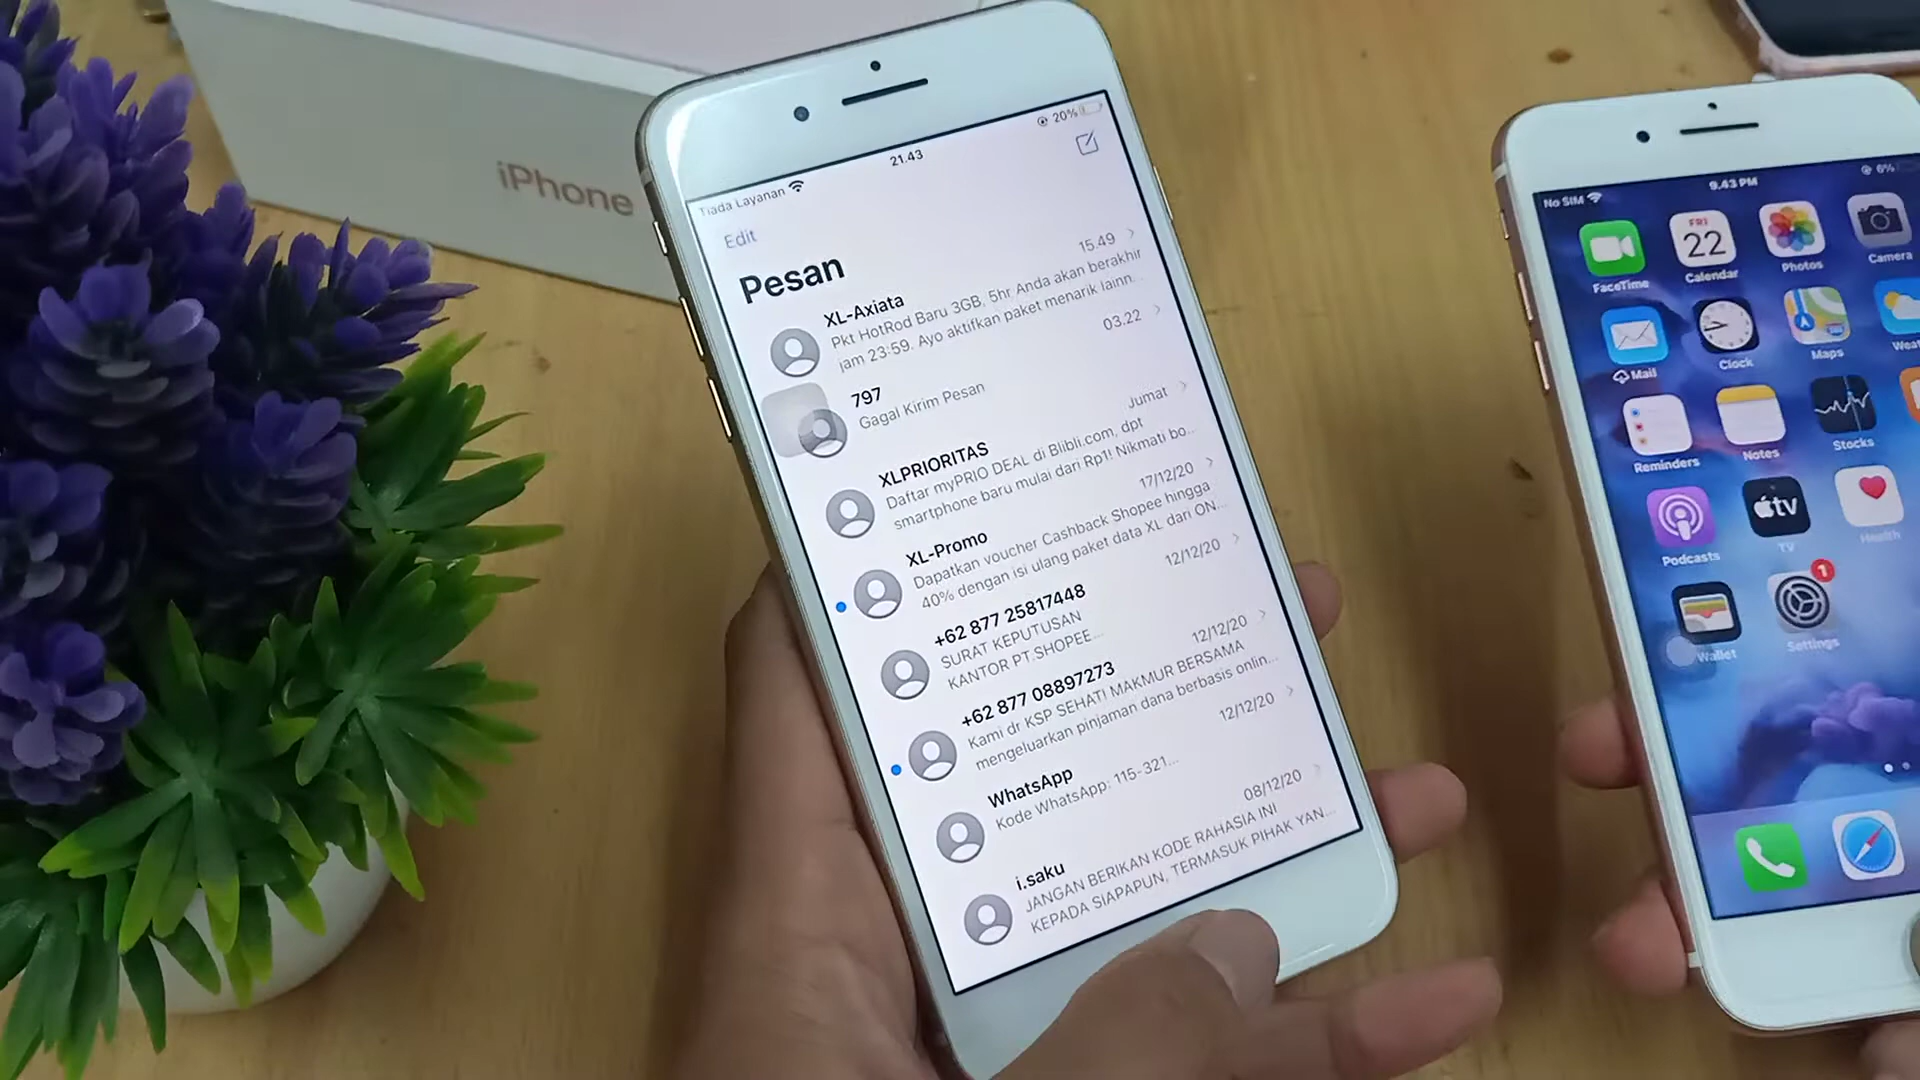 iPhone
Tiada Layanan
21.43
20%
Edit
Pesan
XL-Axiata
15.49
Pkt HotRod Baru 3GB, 5hr Anda akan berakhir
jam 23:59. Ayo aktifkan paket menarik lainn...
797
03.22
Gagal Kirim Pesan
XLPRIORITAS
Jumat
Daftar myPRIO DEAL di Blibli.com, dpt
smartphone baru mulai dari Rp1! Nikmati bo...
XL-Promo
17/12/20
Dapatkan voucher Cashback Shopee hingga
40% dengan isi ulang paket data XL dari ON...
+62 877 25817448
12/12/20
SURAT KEPUTUSAN
KANTOR PT.SHOPEE....
+62 877 08897273
12/12/20
Kami dr KSP SEHATI MAKMUR BERSAMA
mengeluarkan pinjaman dana berbasis onlin...
WhatsApp
12/12/20
Kode WhatsApp: 115-321...
i.saku
08/12/20
JANGAN BERIKAN KODE RAHASIA INI
KEPADA SIAPAPUN, TERMASUK PIHAK YAN...
No SIM
9.43 PM
6%
FaceTime
FRI
22
Calendar
Photos
Camera
Mail
Clock
Maps
Reminders
Notes
Stocks
Podcasts
tv
TV
Health
Wallet
1
Settings